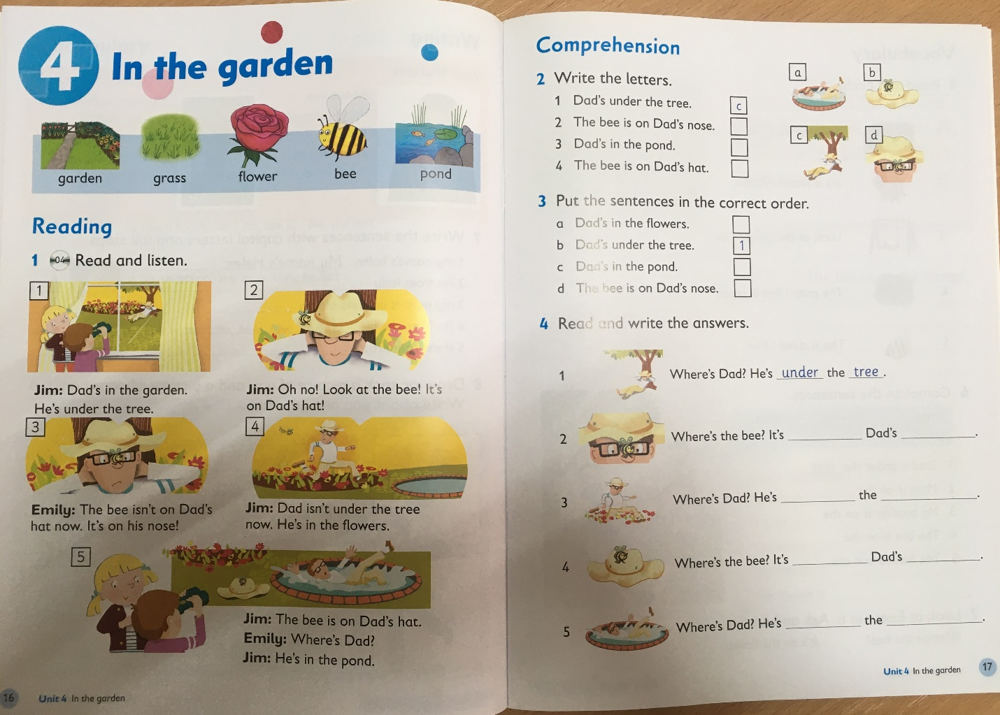 4 In the garden
garden
grass
flower
bee
pond
Reading
1 04 Read and listen.
1
Jim: Dad's in the garden.
He's under the tree.
2
Jim: Oh no! Look at the bee! It's
on Dad's hat!
3
Emily: The bee isn't on Dad's
hat now. It's on his nose!
4
Jim: Dad isn't under the tree
now. He's in the flowers.
5
Jim: The bee is on Dad's hat.
Emily: Where's Dad?
Jim: He's in the pond.
16 Unit 4 In the garden
Comprehension
2 Write the letters.
1 Dad's under the tree. c
2 The bee is on Dad's nose.
3 Dad's in the pond.
4 The bee is on Dad's hat.
a
b
c
d
3 Put the sentences in the correct order.
a Dad's in the flowers.
b Dad's under the tree. 1
c Dad's in the pond.
d The bee is on Dad's nose.
4 Read and write the answers.
1 Where's Dad? He's under the tree.
2 Where's the bee? It's ________ Dad's ________.
3 Where's Dad? He's ________ the ________.
4 Where's the bee? It's ________ Dad's ________.
5 Where's Dad? He's ________ the ________.
Unit 4 In the garden 17